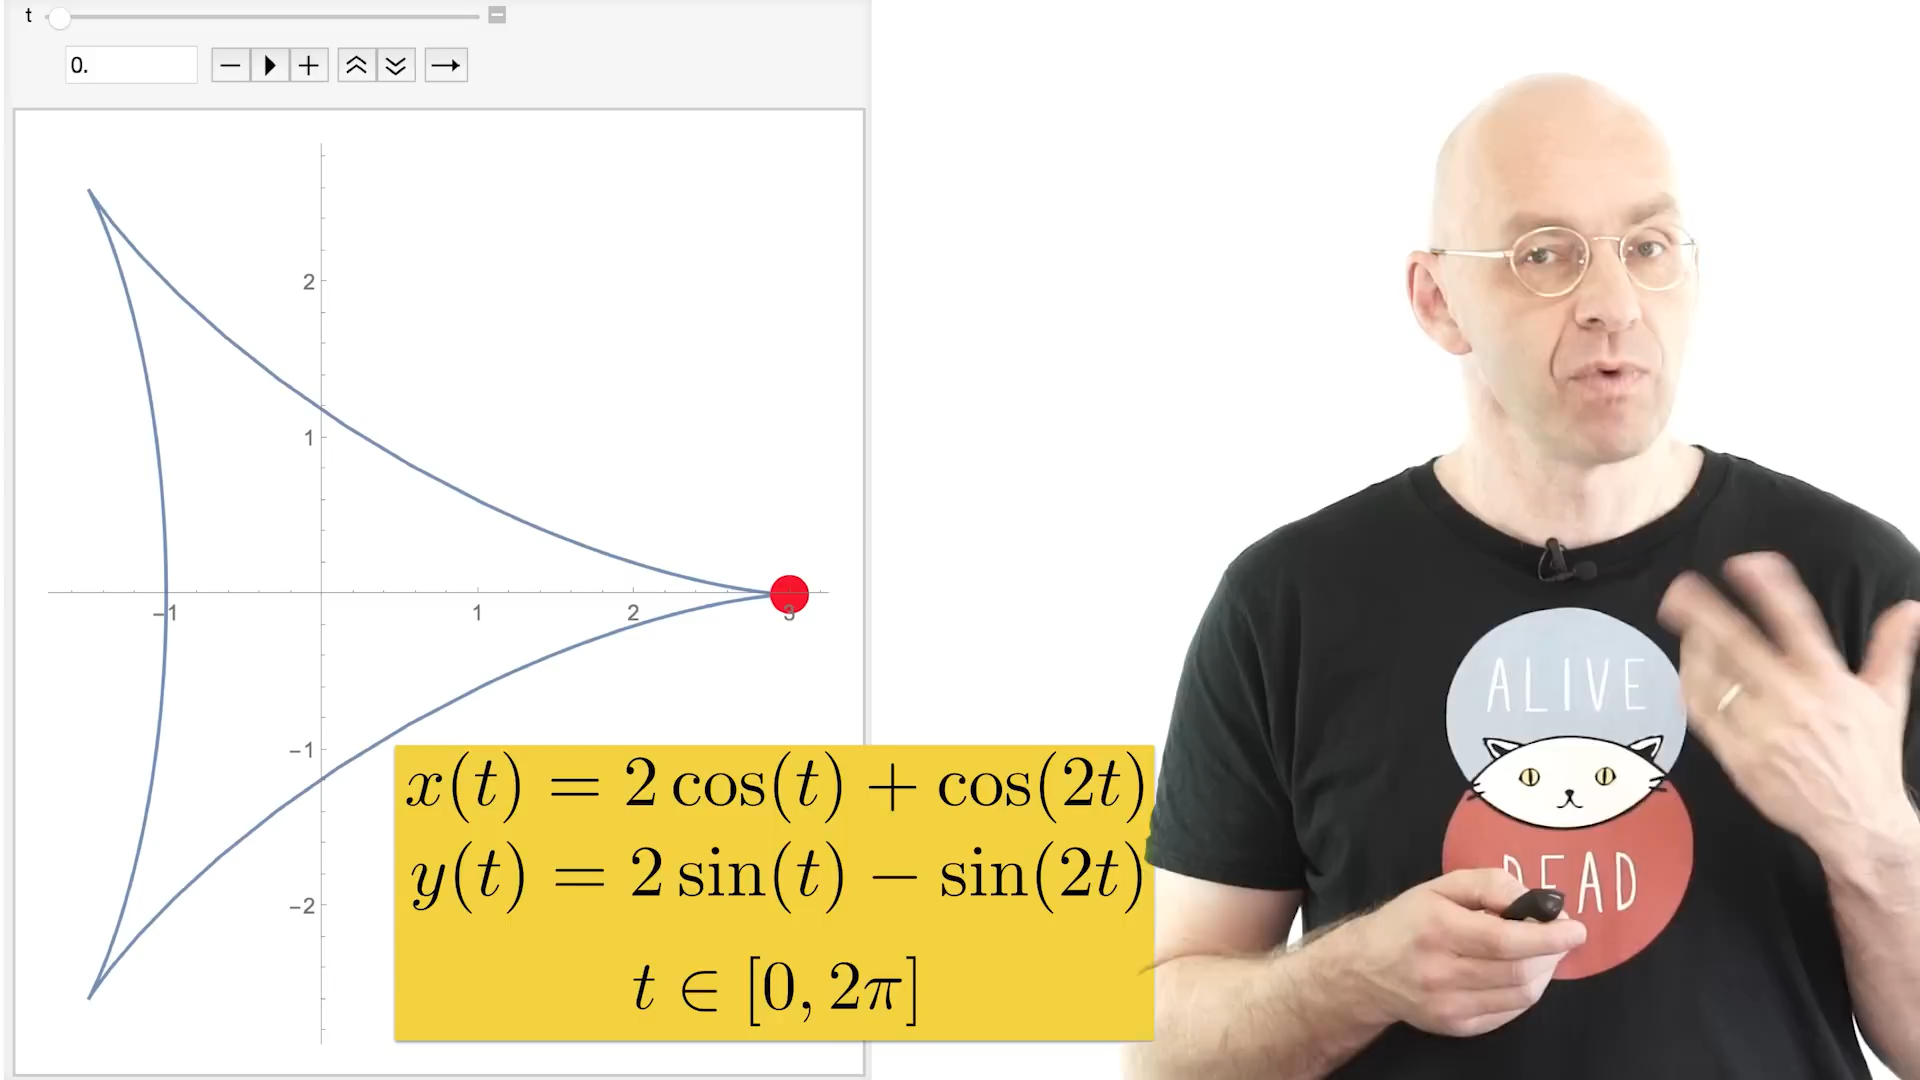 t
0.
2
1
-1
1
2
3
-1
-2
x(t) = 2 cos(t) + cos(2t)
y(t) = 2 sin(t) − sin(2t)
t ∈ [0, 2π]
ALIVE
DEAD